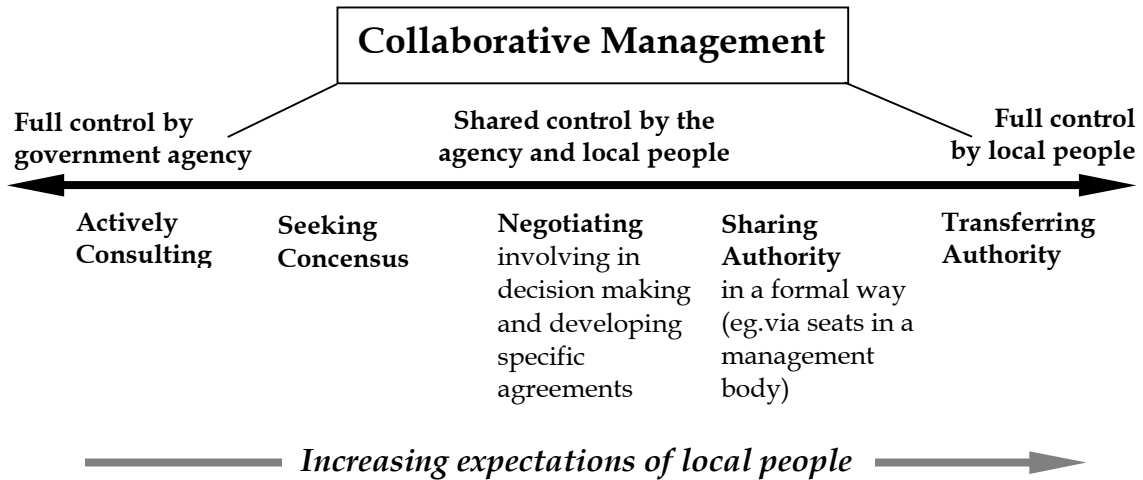 Collaborative Management
Full control by
government agency
Shared control by the
agency and local people
Full control
by local people
Actively
Consulting
Seeking
Concensus
Negotiating
involving in
decision making
and developing
specific
agreements
Sharing
Authority
in a formal way
(eg.via seats in a
management
body)
Transferring
Authority
Increasing expectations of local people